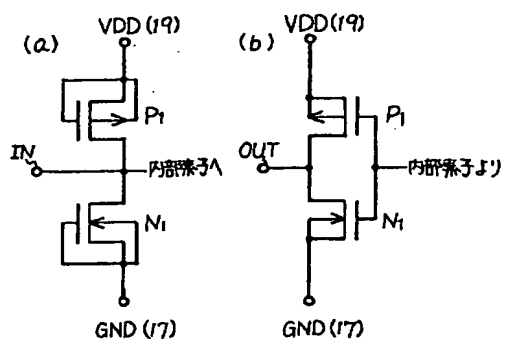 (a)
VDD (19)
P1
IN
内部素子へ
N1
GND (17)
(b)
VDD (19)
P1
OUT
内部素子より
N1
GND (17)